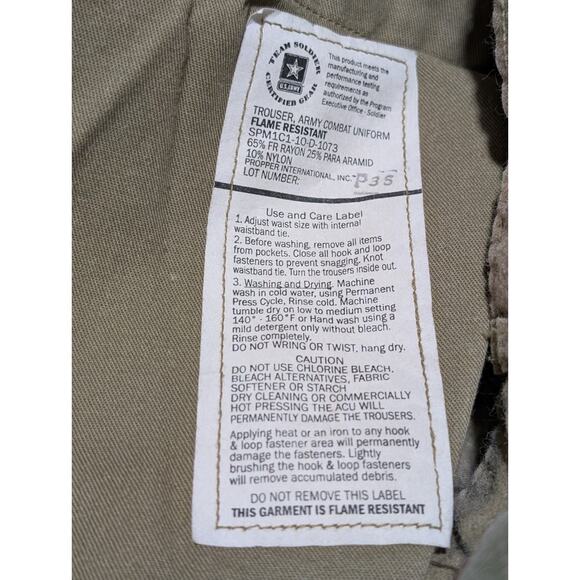 TEAM SOLDIER
CERTIFIED GEAR
U.S. ARMY
This product meets the
manufacturing and
performance testing
requirements as
authorized by the Program
Executive Office - Soldier
TROUSER, ARMY COMBAT UNIFORM
FLAME RESISTANT
SPM1C1-10-D-1073
65% FR RAYON 25% PARA ARAMID
10% NYLON
PROPPER INTERNATIONAL, INC.
LOT NUMBER: P35
Use and Care Label
1. Adjust waist size with internal
waistband tie.
2. Before washing, remove all items
from pockets. Close all hook and loop
fasteners to prevent snagging. Knot
waistband tie. Turn the trousers inside out.
3. Washing and Drying. Machine
wash in cold water, using Permanent
Press Cycle, Rinse cold. Machine
tumble dry on low to medium setting
140° - 160°F or Hand wash using a
mild detergent only without bleach.
Rinse completely.
DO NOT WRING OR TWIST, hang dry.
CAUTION
DO NOT USE CHLORINE BLEACH,
BLEACH ALTERNATIVES, FABRIC
SOFTENER OR STARCH
DRY CLEANING OR COMMERCIALLY
HOT PRESSING THE ACU WILL
PERMANENTLY DAMAGE THE TROUSERS.
Applying heat or an iron to any hook
& loop fastener area will permanently
damage the fasteners. Lightly
brushing the hook & loop fasteners
will remove accumulated debris.
DO NOT REMOVE THIS LABEL
THIS GARMENT IS FLAME RESISTANT